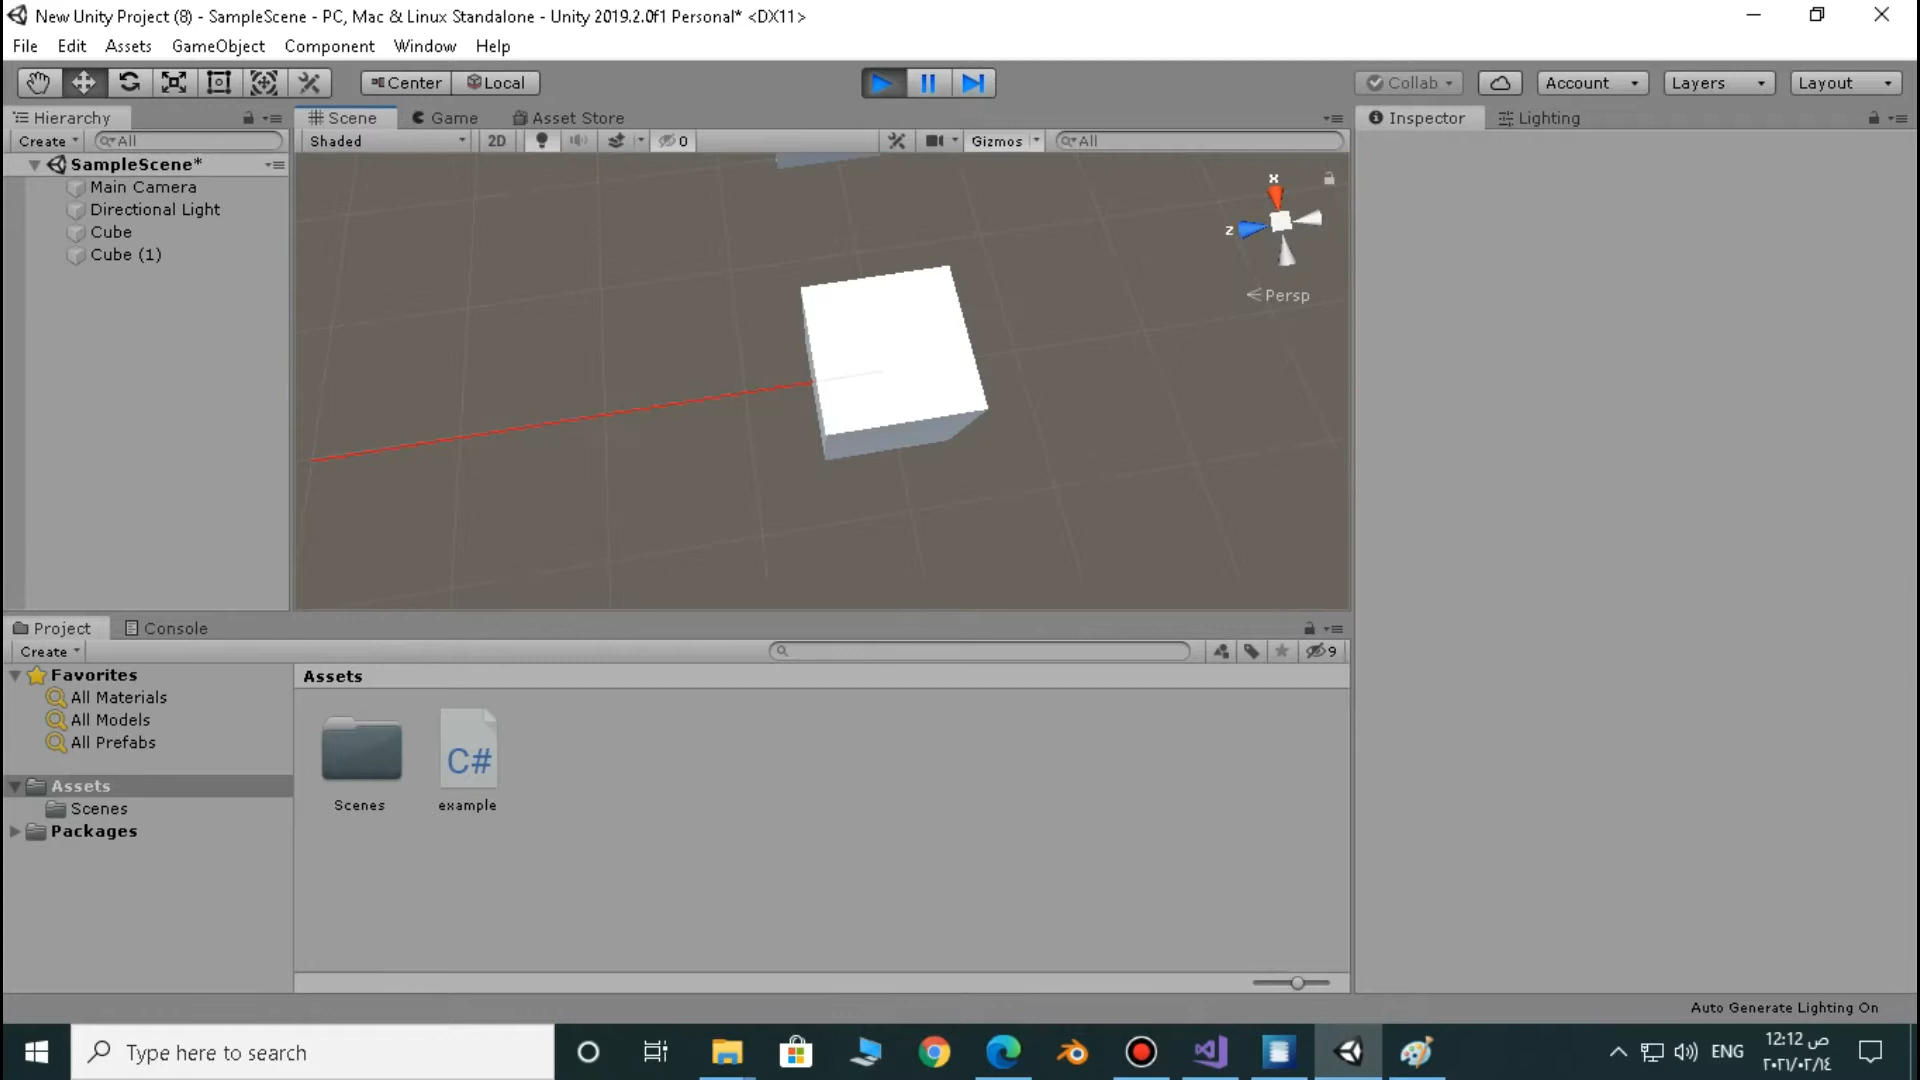 New Unity Project (8) - SampleScene - PC, Mac & Linux Standalone - Unity 2019.2.0f1 Personal* <DX11>
File Edit Assets GameObject Component Window Help
Center Local Collab Account Layers Layout
Hierarchy
Scene Game Asset Store
Inspector Lighting
Create All
Shaded 2D 0 Gizmos All
SampleScene*
Main Camera
Directional Light
Cube
Cube (1)
x
z
Persp
Project Console
Create
9
Favorites
All Materials
All Models
All Prefabs
Assets
Scenes
Packages
Assets
C#
Scenes example
Auto Generate Lighting On
Type here to search
ENG
12:12 ص
٢٠٢١/٠٢/١٤